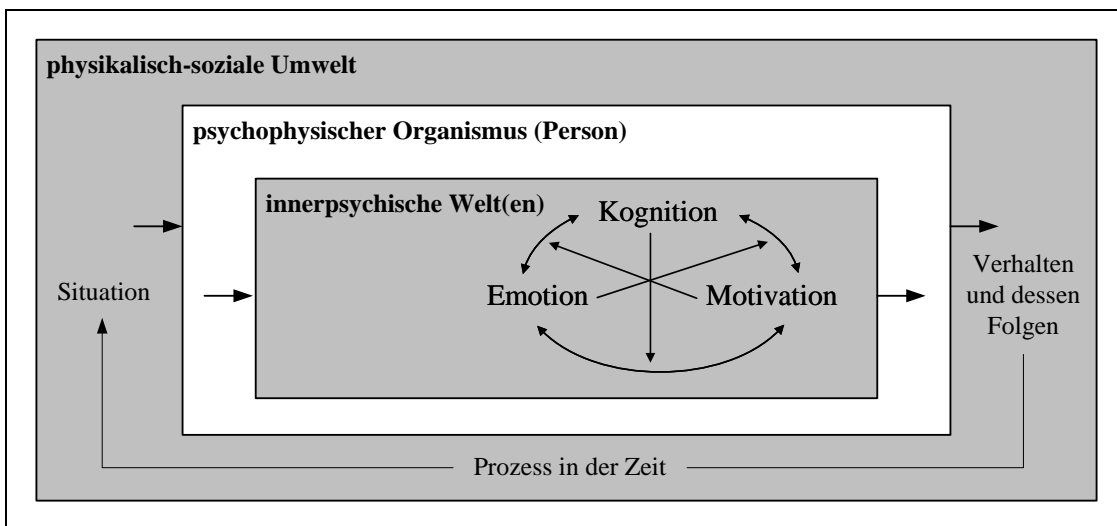 physikalisch-soziale Umwelt
psychophysischer Organismus (Person)
innerpsychische Welt(en)
Kognition
Situation
Emotion
Motivation
Verhalten
und dessen
Folgen
Prozess in der Zeit